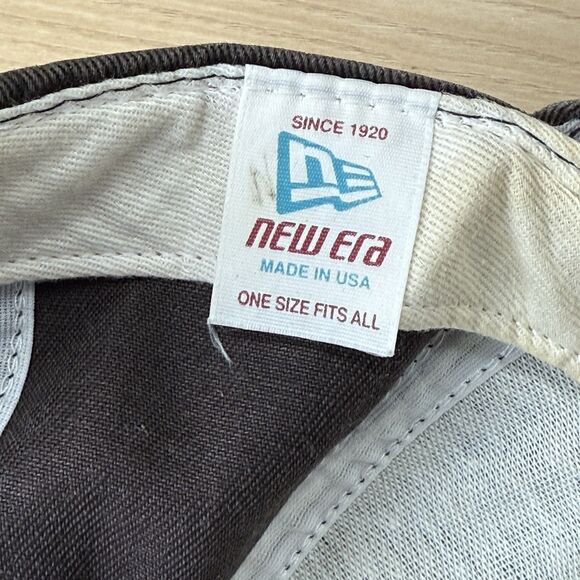 SINCE 1920
NEW ERA
MADE IN USA
ONE SIZE FITS ALL